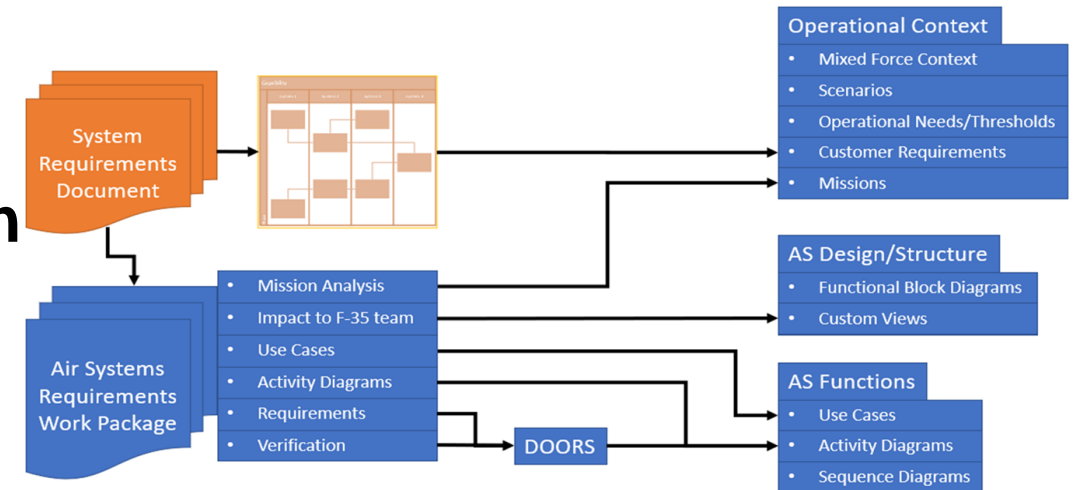 System
Requirements
Document
n
Air Systems
Requirements
Work Package
• Mission Analysis
• Impact to F-35 team
• Use Cases
• Activity Diagrams
• Requirements
• Verification
DOORS
Operational Context
• Mixed Force Context
• Scenarios
• Operational Needs/Thresholds
• Customer Requirements
• Missions
AS Design/Structure
• Functional Block Diagrams
• Custom Views
AS Functions
• Use Cases
• Activity Diagrams
• Sequence Diagrams